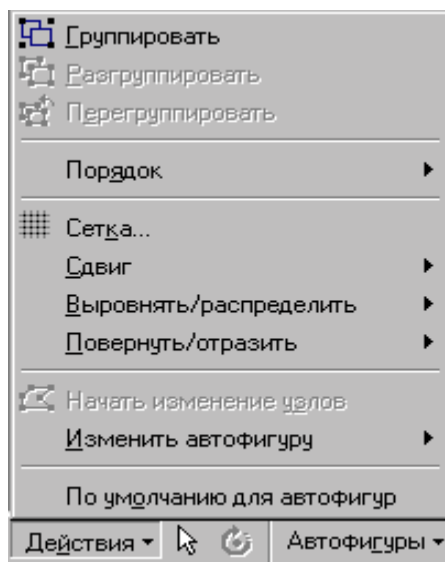 Группировать
Разгруппировать
Перегруппировать
Порядок
Сетка...
Сдвиг
Выровнять/распределить
Повернуть/отразить
Начать изменение узлов
Изменить автофигуру
По умолчанию для автофигур
Действия Автофигуры